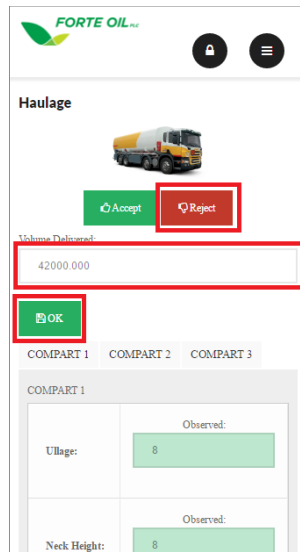 FORTE OIL PLC
Haulage
Accept Reject
Volume Delivered:
42000.000
OK
COMPART 1 COMPART 2 COMPART 3
COMPART 1
Observed:
Ullage: 8
Observed:
Neck Height: 8